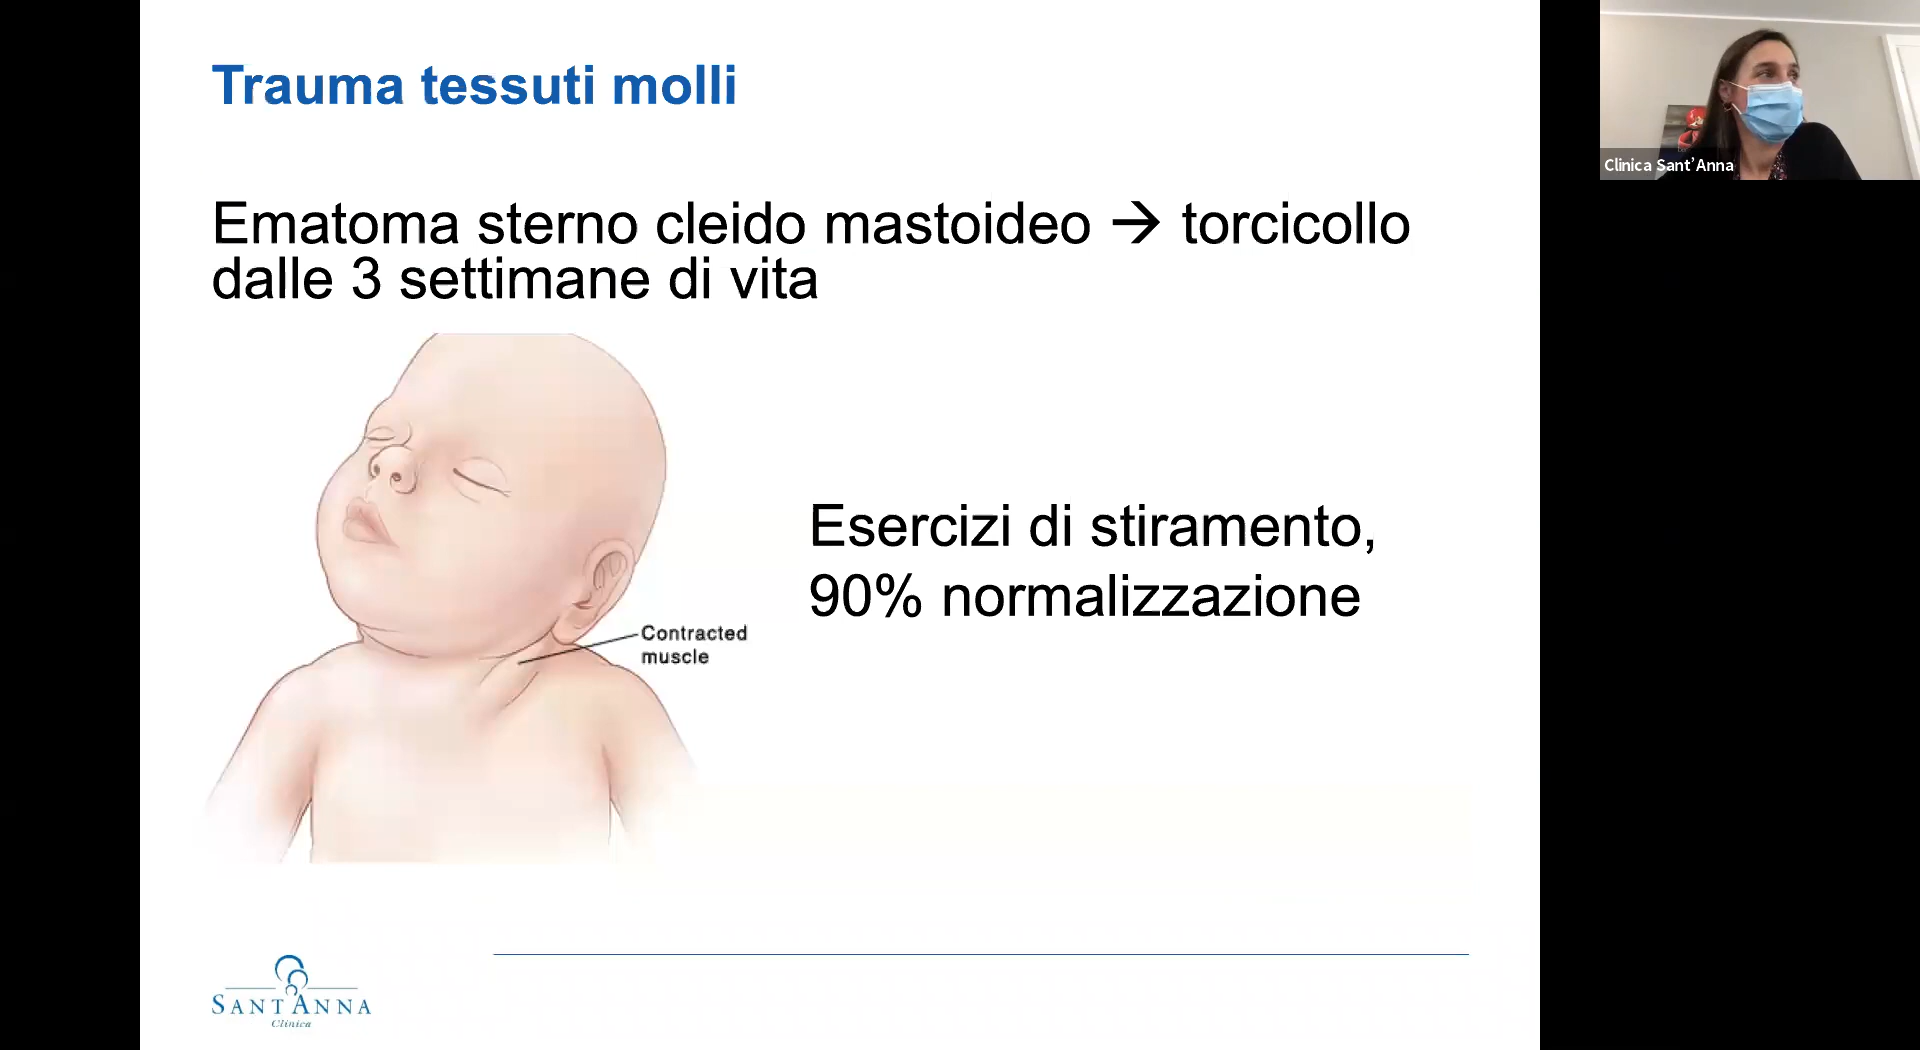 Trauma tessuti molli
Clinica Sant'Anna
Ematoma sterno cleido mastoideo → torcicollo
dalle 3 settimane di vita
Esercizi di stiramento,
90% normalizzazione
Contracted
muscle
SANT'ANNA
Clinica